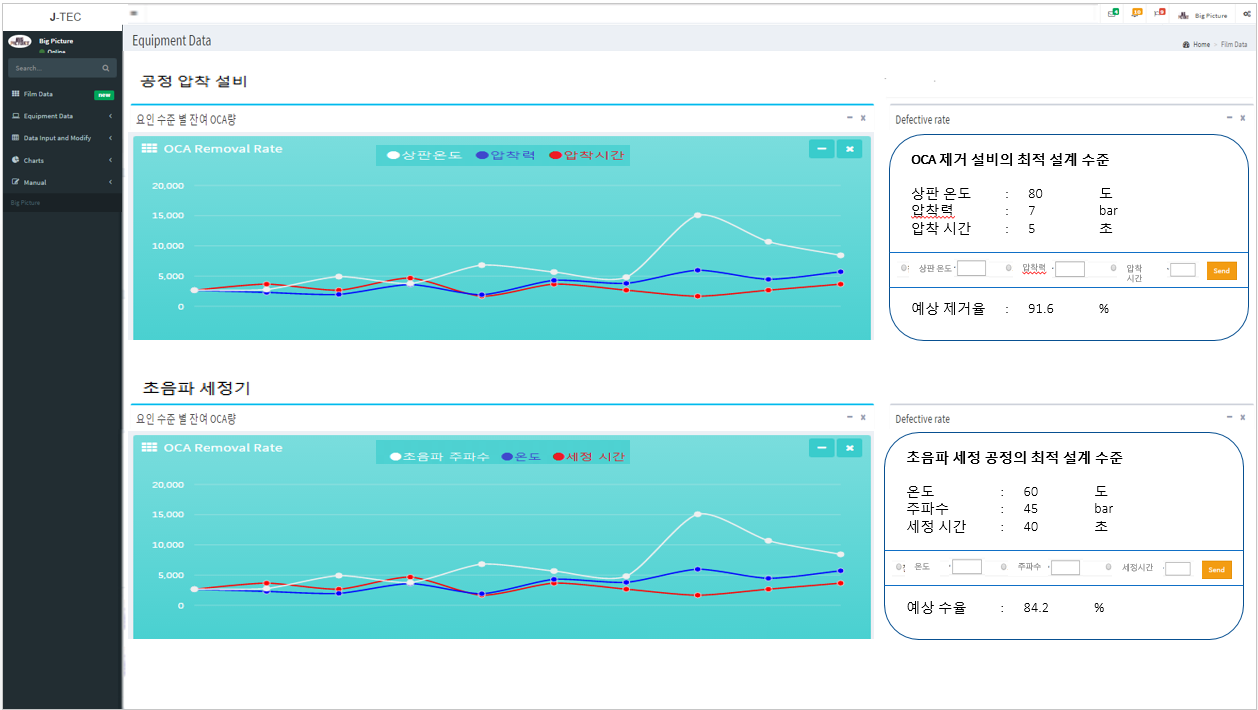 J-TEC
4
10
9
Big Picture
Big Picture
Online
Equipment Data
Home > Film Data
Search...
Film Data new
Equipment Data
Data Input and Modify
Charts
Manual
Big Picture
공정 압착 설비
요인 수준 별 잔여 OCA량
OCA Removal Rate
상판온도 압착력 압착시간
20,000
15,000
10,000
5,000
0
Defective rate
OCA 제거 설비의 최적 설계 수준
상판 온도 : 80 도
압착력 : 7 bar
압착 시간 : 5 초
상판 온도 압착력 압착 시간 Send
예상 제거율 : 91.6 %
초음파 세정기
요인 수준 별 잔여 OCA량
OCA Removal Rate
초음파 주파수 온도 세정 시간
20,000
15,000
10,000
5,000
0
Defective rate
초음파 세정 공정의 최적 설계 수준
온도 : 60 도
주파수 : 45 bar
세정 시간 : 40 초
온도 주파수 세정시간 Send
예상 수율 : 84.2 %